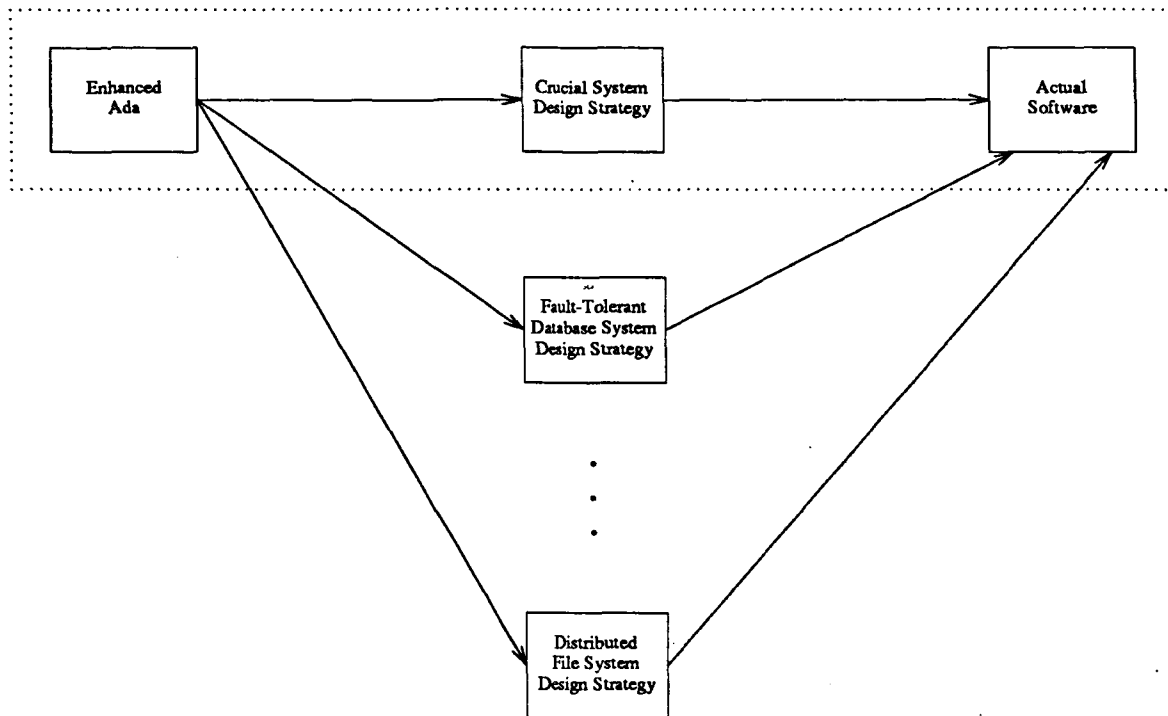 Enhanced
Ada
Crucial System
Design Strategy
Actual
Software
Fault-Tolerant
Database System
Design Strategy
Distributed
File System
Design Strategy